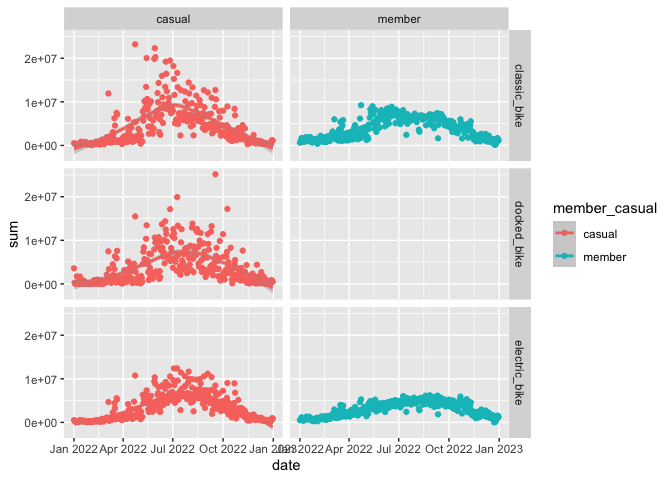 casual member
2e+07
1e+07
0e+00
classic_bike
2e+07
1e+07
0e+00
docked_bike
2e+07
1e+07
0e+00
electric_bike
sum
Jan 2022 Apr 2022 Jul 2022 Oct 2022 Jan 2023 Jan 2022 Apr 2022 Jul 2022 Oct 2022 Jan 2023
date
member_casual
casual
member